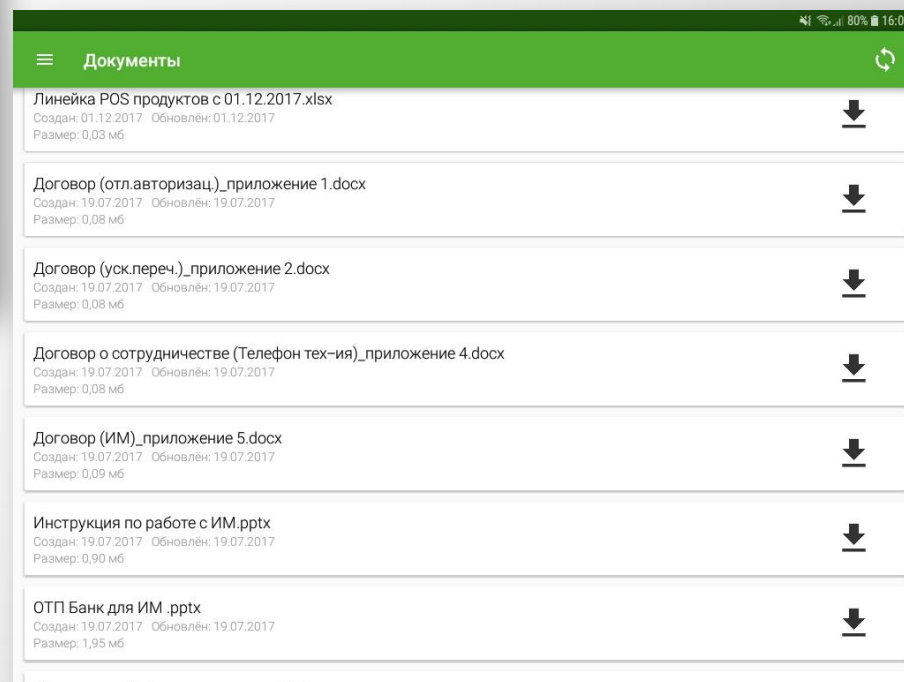 80% 16:0
Документы
Линейка POS продуктов с 01.12.2017.xlsx
Создан: 01.12.2017 Обновлён: 01.12.2017
Размер: 0,03 мб
Договор (отл.авторизац.)_приложение 1.docx
Создан: 19.07.2017 Обновлён: 19.07.2017
Размер: 0,08 мб
Договор (уск.переч.)_приложение 2.docx
Создан: 19.07.2017 Обновлён: 19.07.2017
Размер: 0,08 мб
Договор о сотрудничестве (Телефон тех-ия)_приложение 4.docx
Создан: 19.07.2017 Обновлён: 19.07.2017
Размер: 0,08 мб
Договор (ИМ)_приложение 5.docx
Создан: 19.07.2017 Обновлён: 19.07.2017
Размер: 0,09 мб
Инструкция по работе с ИМ.pptx
Создан: 19.07.2017 Обновлён: 19.07.2017
Размер: 0,90 мб
ОТП Банк для ИМ .pptx
Создан: 19.07.2017 Обновлён: 19.07.2017
Размер: 1,95 мб